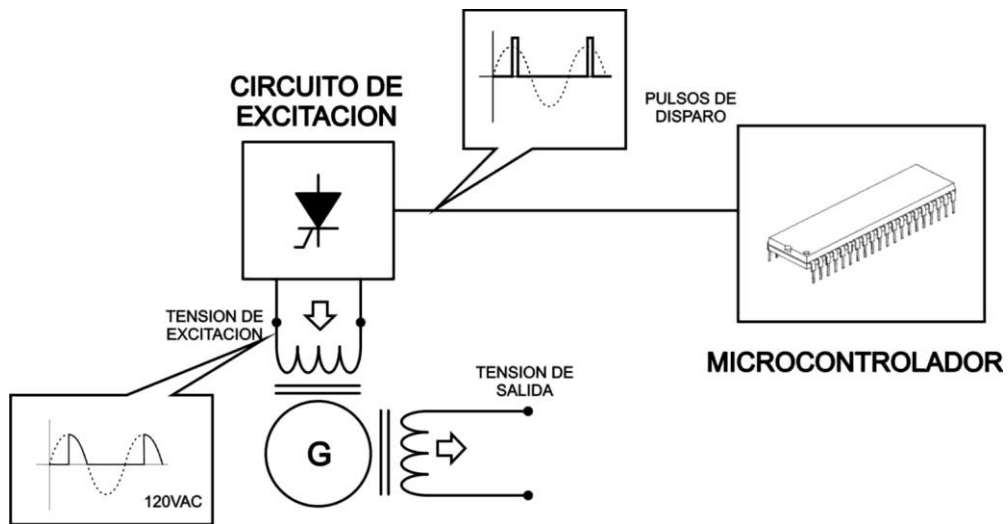 CIRCUITO DE
EXCITACION
PULSOS DE
DISPARO
TENSION DE
EXCITACION
MICROCONTROLADOR
TENSION DE
SALIDA
G
120VAC